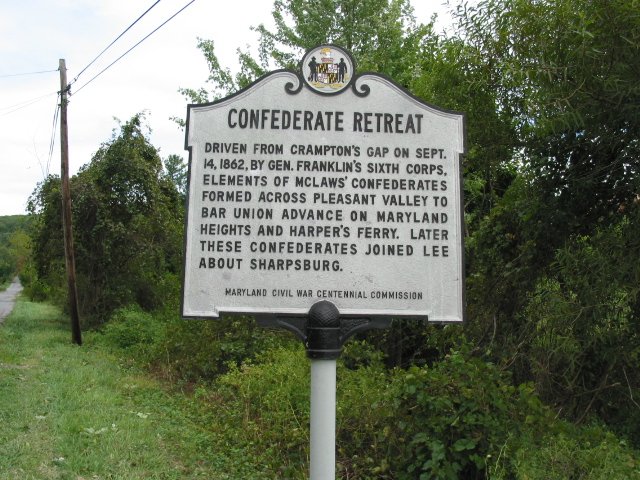 CONFEDERATE RETREAT
DRIVEN FROM CRAMPTON'S GAP ON SEPT.
14, 1862, BY GEN. FRANKLIN'S SIXTH CORPS,
ELEMENTS OF MCLAWS' CONFEDERATES
FORMED ACROSS PLEASANT VALLEY TO
BAR UNION ADVANCE ON MARYLAND
HEIGHTS AND HARPER'S FERRY. LATER
THESE CONFEDERATES JOINED LEE
ABOUT SHARPSBURG.
MARYLAND CIVIL WAR CENTENNIAL COMMISSION